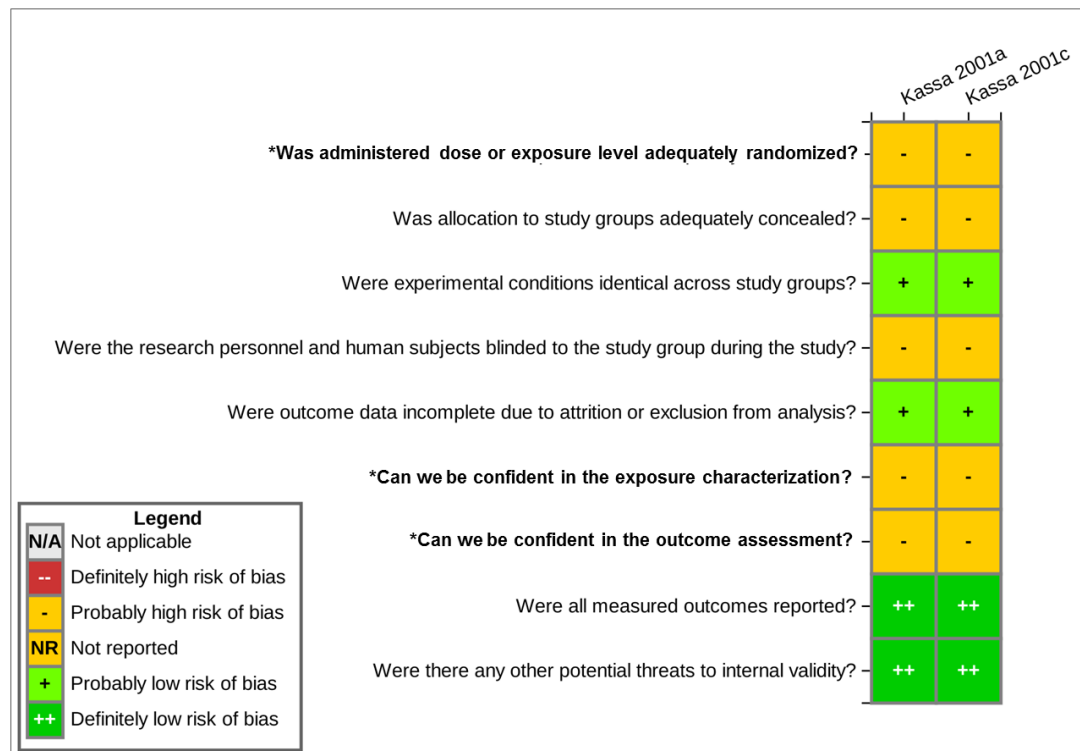 Kassa 2001a
Kassa 2001c
*Was administered dose or exposure level adequately randomized?
- -
Was allocation to study groups adequately concealed?
- -
Were experimental conditions identical across study groups?
+ +
Were the research personnel and human subjects blinded to the study group during the study?
- -
Were outcome data incomplete due to attrition or exclusion from analysis?
+ +
*Can we be confident in the exposure characterization?
- -
*Can we be confident in the outcome assessment?
- -
Were all measured outcomes reported?
++ ++
Were there any other potential threats to internal validity?
++ ++
Legend
N/A Not applicable
-- Definitely high risk of bias
- Probably high risk of bias
NR Not reported
+ Probably low risk of bias
++ Definitely low risk of bias